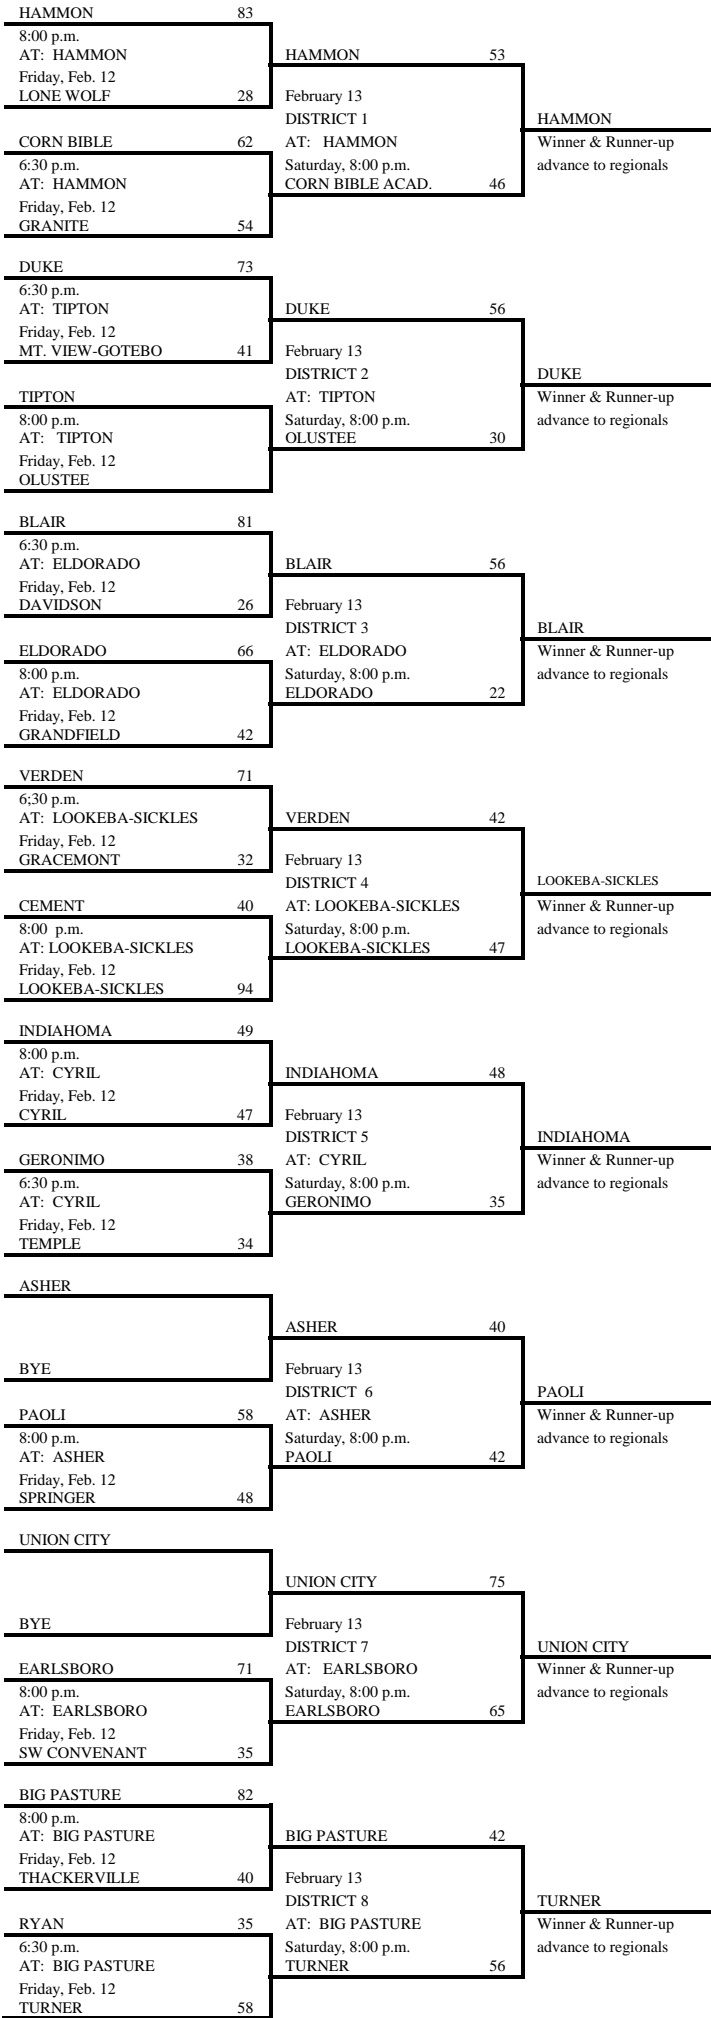 HAMMON 83
8:00 p.m.
AT: HAMMON
Friday, Feb. 12
LONE WOLF 28
HAMMON 53
February 13
DISTRICT 1
AT: HAMMON
Saturday, 8:00 p.m.
CORN BIBLE ACAD. 46
HAMMON
Winner & Runner-up
advance to regionals
CORN BIBLE 62
6:30 p.m.
AT: HAMMON
Friday, Feb. 12
GRANITE 54
DUKE 73
6:30 p.m.
AT: TIPTON
Friday, Feb. 12
MT. VIEW-GOTEBO 41
DUKE 56
February 13
DISTRICT 2
AT: TIPTON
Saturday, 8:00 p.m.
OLUSTEE 30
DUKE
Winner & Runner-up
advance to regionals
TIPTON
8:00 p.m.
AT: TIPTON
Friday, Feb. 12
OLUSTEE
BLAIR 81
6:30 p.m.
AT: ELDORADO
Friday, Feb. 12
DAVIDSON 26
BLAIR 56
February 13
DISTRICT 3
AT: ELDORADO
Saturday, 8:00 p.m.
ELDORADO 22
BLAIR
Winner & Runner-up
advance to regionals
ELDORADO 66
8:00 p.m.
AT: ELDORADO
Friday, Feb. 12
GRANDFIELD 42
VERDEN 71
6;30 p.m.
AT: LOOKEBA-SICKLES
Friday, Feb. 12
GRACEMONT 32
VERDEN 42
February 13
DISTRICT 4
AT: LOOKEBA-SICKLES
Saturday, 8:00 p.m.
LOOKEBA-SICKLES 47
LOOKEBA-SICKLES
Winner & Runner-up
advance to regionals
CEMENT 40
8:00 p.m.
AT: LOOKEBA-SICKLES
Friday, Feb. 12
LOOKEBA-SICKLES 94
INDIAHOMA 49
8:00 p.m.
AT: CYRIL
Friday, Feb. 12
CYRIL 47
INDIAHOMA 48
February 13
DISTRICT 5
AT: CYRIL
Saturday, 8:00 p.m.
GERONIMO 35
INDIAHOMA
Winner & Runner-up
advance to regionals
GERONIMO 38
6:30 p.m.
AT: CYRIL
Friday, Feb. 12
TEMPLE 34
ASHER
BYE
ASHER 40
February 13
DISTRICT 6
AT: ASHER
Saturday, 8:00 p.m.
PAOLI 42
PAOLI
Winner & Runner-up
advance to regionals
PAOLI 58
8:00 p.m.
AT: ASHER
Friday, Feb. 12
SPRINGER 48
UNION CITY
BYE
UNION CITY 75
February 13
DISTRICT 7
AT: EARLSBORO
Saturday, 8:00 p.m.
EARLSBORO 65
UNION CITY
Winner & Runner-up
advance to regionals
EARLSBORO 71
8:00 p.m.
AT: EARLSBORO
Friday, Feb. 12
SW CONVENANT 35
BIG PASTURE 82
8:00 p.m.
AT: BIG PASTURE
Friday, Feb. 12
THACKERVILLE 40
BIG PASTURE 42
February 13
DISTRICT 8
AT: BIG PASTURE
Saturday, 8:00 p.m.
TURNER 56
TURNER
Winner & Runner-up
advance to regionals
RYAN 35
6:30 p.m.
AT: BIG PASTURE
Friday, Feb. 12
TURNER 58